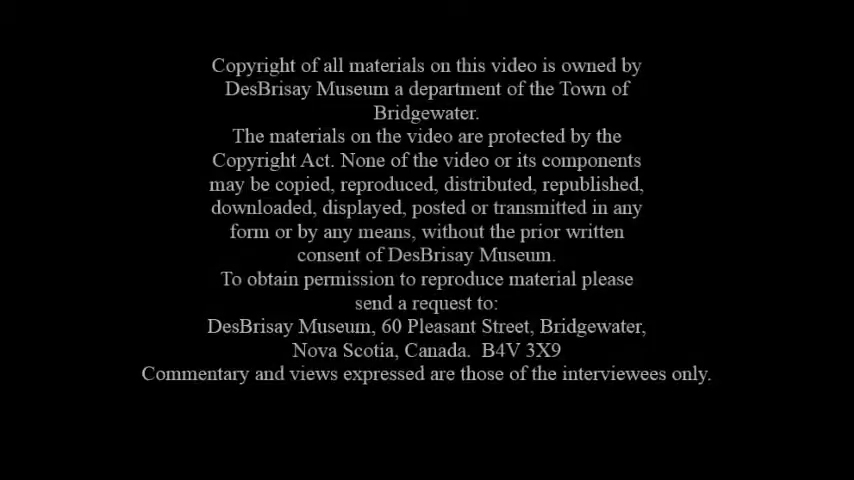 Copyright of all materials on this video is owned by
DesBrisay Museum a department of the Town of
Bridgewater.
The materials on the video are protected by the
Copyright Act. None of the video or its components
may be copied, reproduced, distributed, republished,
downloaded, displayed, posted or transmitted in any
form or by any means, without the prior written
consent of DesBrisay Museum.
To obtain permission to reproduce material please
send a request to:
DesBrisay Museum, 60 Pleasant Street, Bridgewater,
Nova Scotia, Canada.  B4V 3X9
Commentary and views expressed are those of the interviewees only.